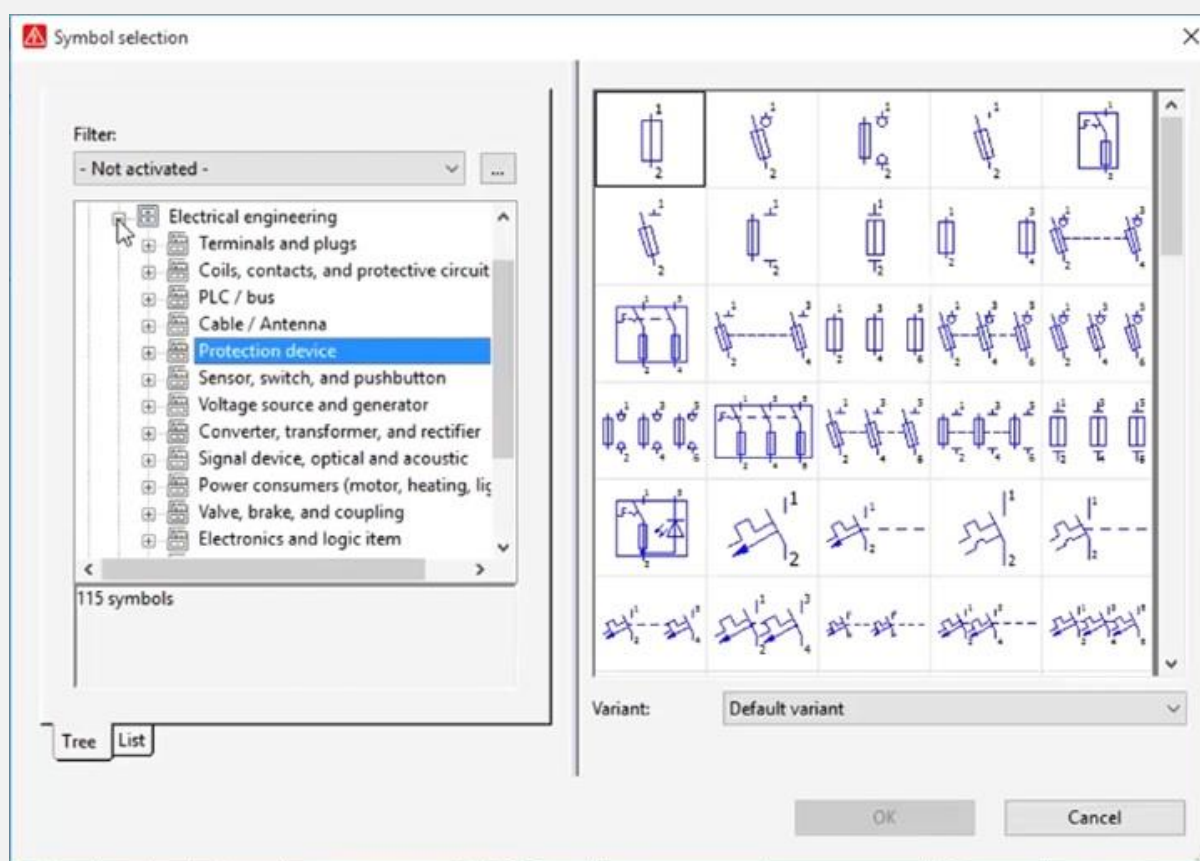 Symbol selection
Filter:
- Not activated -
...
Electrical engineering
Terminals and plugs
Coils, contacts, and protective circuit
PLC / bus
Cable / Antenna
Protection device
Sensor, switch, and pushbutton
Voltage source and generator
Converter, transformer, and rectifier
Signal device, optical and acoustic
Power consumers (motor, heating, lig
Valve, brake, and coupling
Electronics and logic item
115 symbols
Tree
List
Variant:
Default variant
OK
Cancel